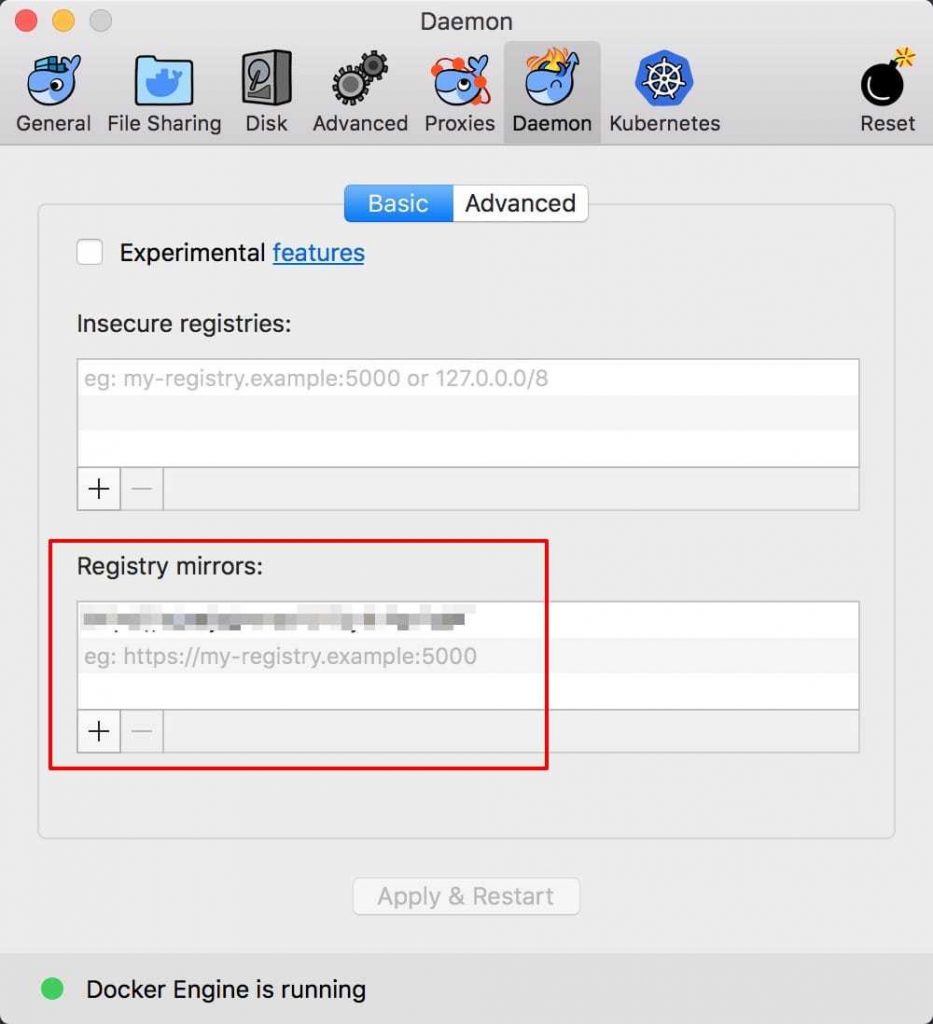 Daemon
General File Sharing Disk Advanced Proxies Daemon Kubernetes Reset
Basic Advanced
Experimental features
Insecure registries:
eg: my-registry.example:5000 or 127.0.0.0/8
+ —
Registry mirrors:
eg: https://my-registry.example:5000
+ —
Apply & Restart
Docker Engine is running